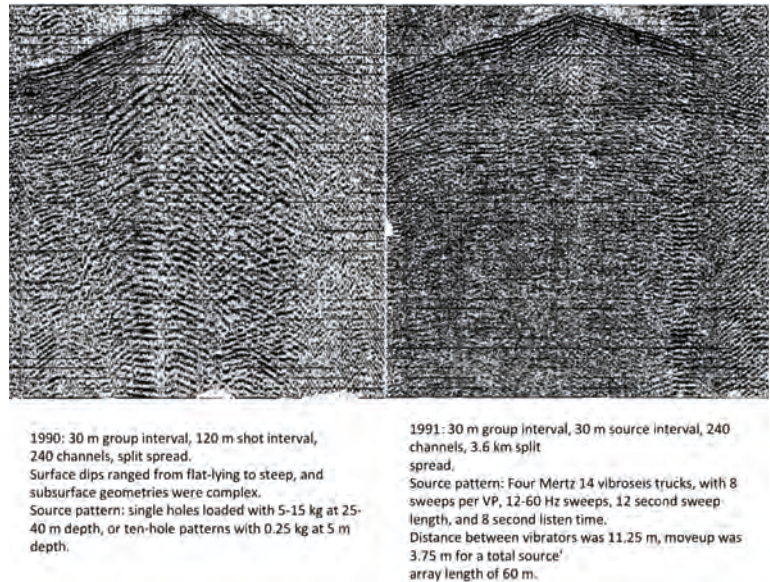 1990: 30 m group interval, 120 m shot interval,
240 channels, split spread.
Surface dips ranged from flat-lying to steep, and
subsurface geometries were complex.
Source pattern: single holes loaded with 5-15 kg at 25-
40 m depth, or ten-hole patterns with 0.25 kg at 5 m
depth.
1991: 30 m group interval, 30 m source interval, 240
channels, 3.6 km split
spread.
Source pattern: Four Mertz 14 vibroseis trucks, with 8
sweeps per VP, 12-60 Hz sweeps, 12 second sweep
length, and 8 second listen time.
Distance between vibrators was 11.25 m, moveup was
3.75 m for a total source'
array length of 60 m.